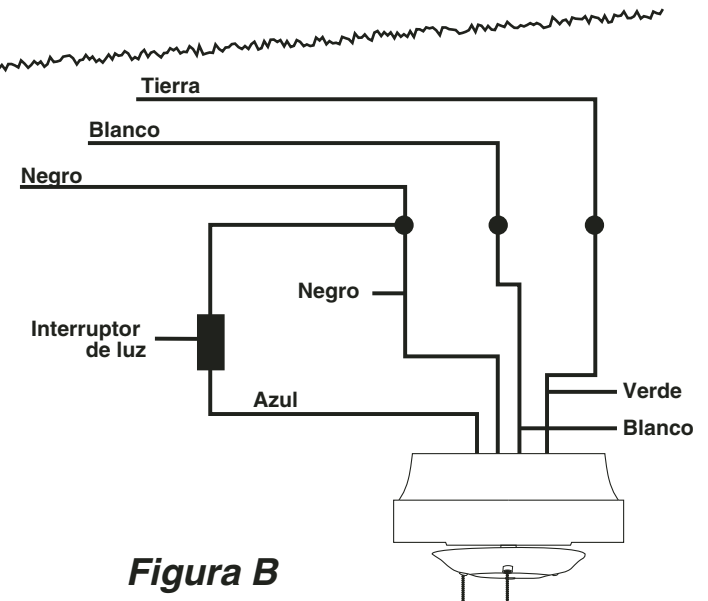 Tierra
Blanco
Negro
Negro
Interruptor
de luz
Azul
Verde
Blanco
Figura B